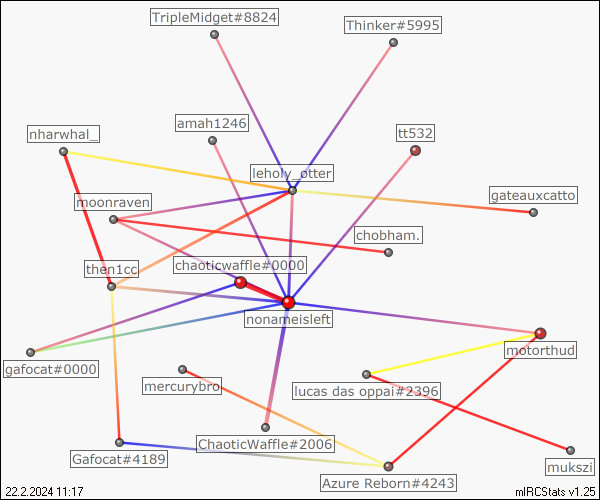 TripleMidget#8824
Thinker#5995
amah1246
tt532
nharwhal_
leholy_otter
gateauxcatto
moonraven
chobham.
chaoticwaffle#0000
then1cc
nonameisleft
motorthud
gafocat#0000
mercurybro
lucas das oppai#2396
ChaoticWaffle#2006
Gafocat#4189
mukszi
Azure Reborn#4243
22.2.2024 11:17
mIRCStats v1.25